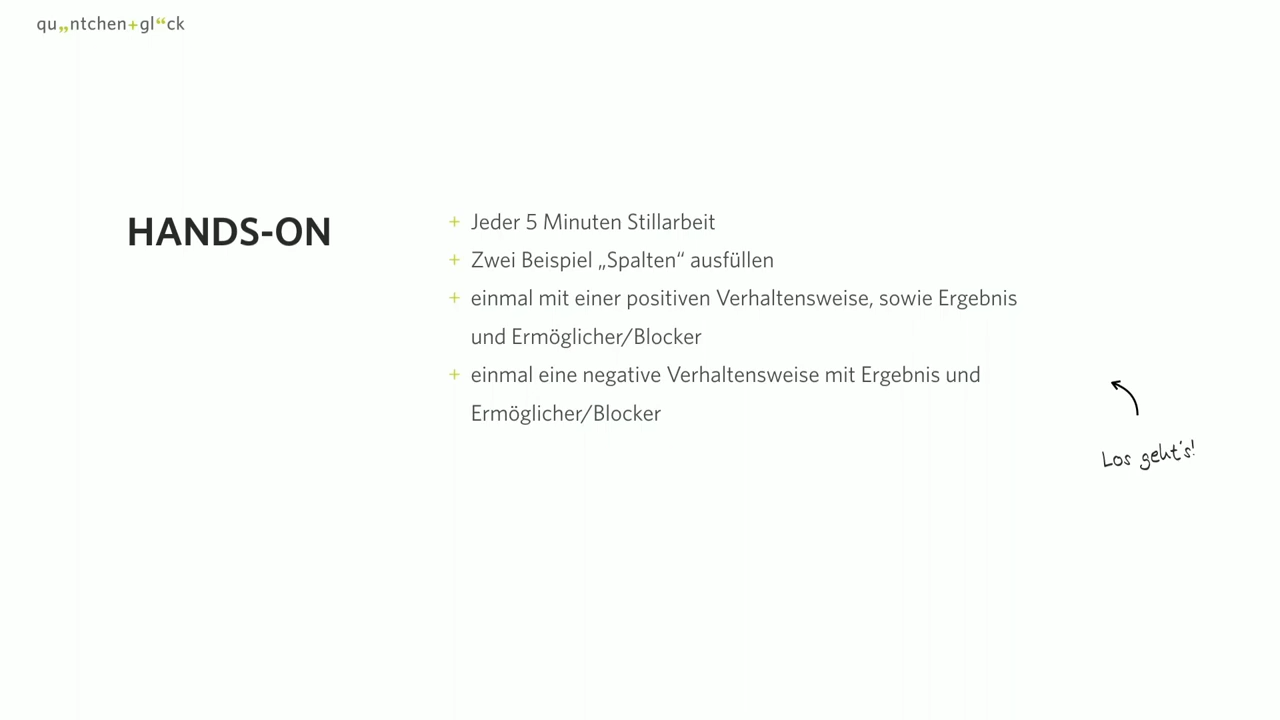 qu„ntchen+gl“ck
HANDS-ON
+ Jeder 5 Minuten Stillarbeit
+ Zwei Beispiel „Spalten“ ausfüllen
+ einmal mit einer positiven Verhaltensweise, sowie Ergebnis
und Ermöglicher/Blocker
+ einmal eine negative Verhaltensweise mit Ergebnis und
Ermöglicher/Blocker
Los geht's!